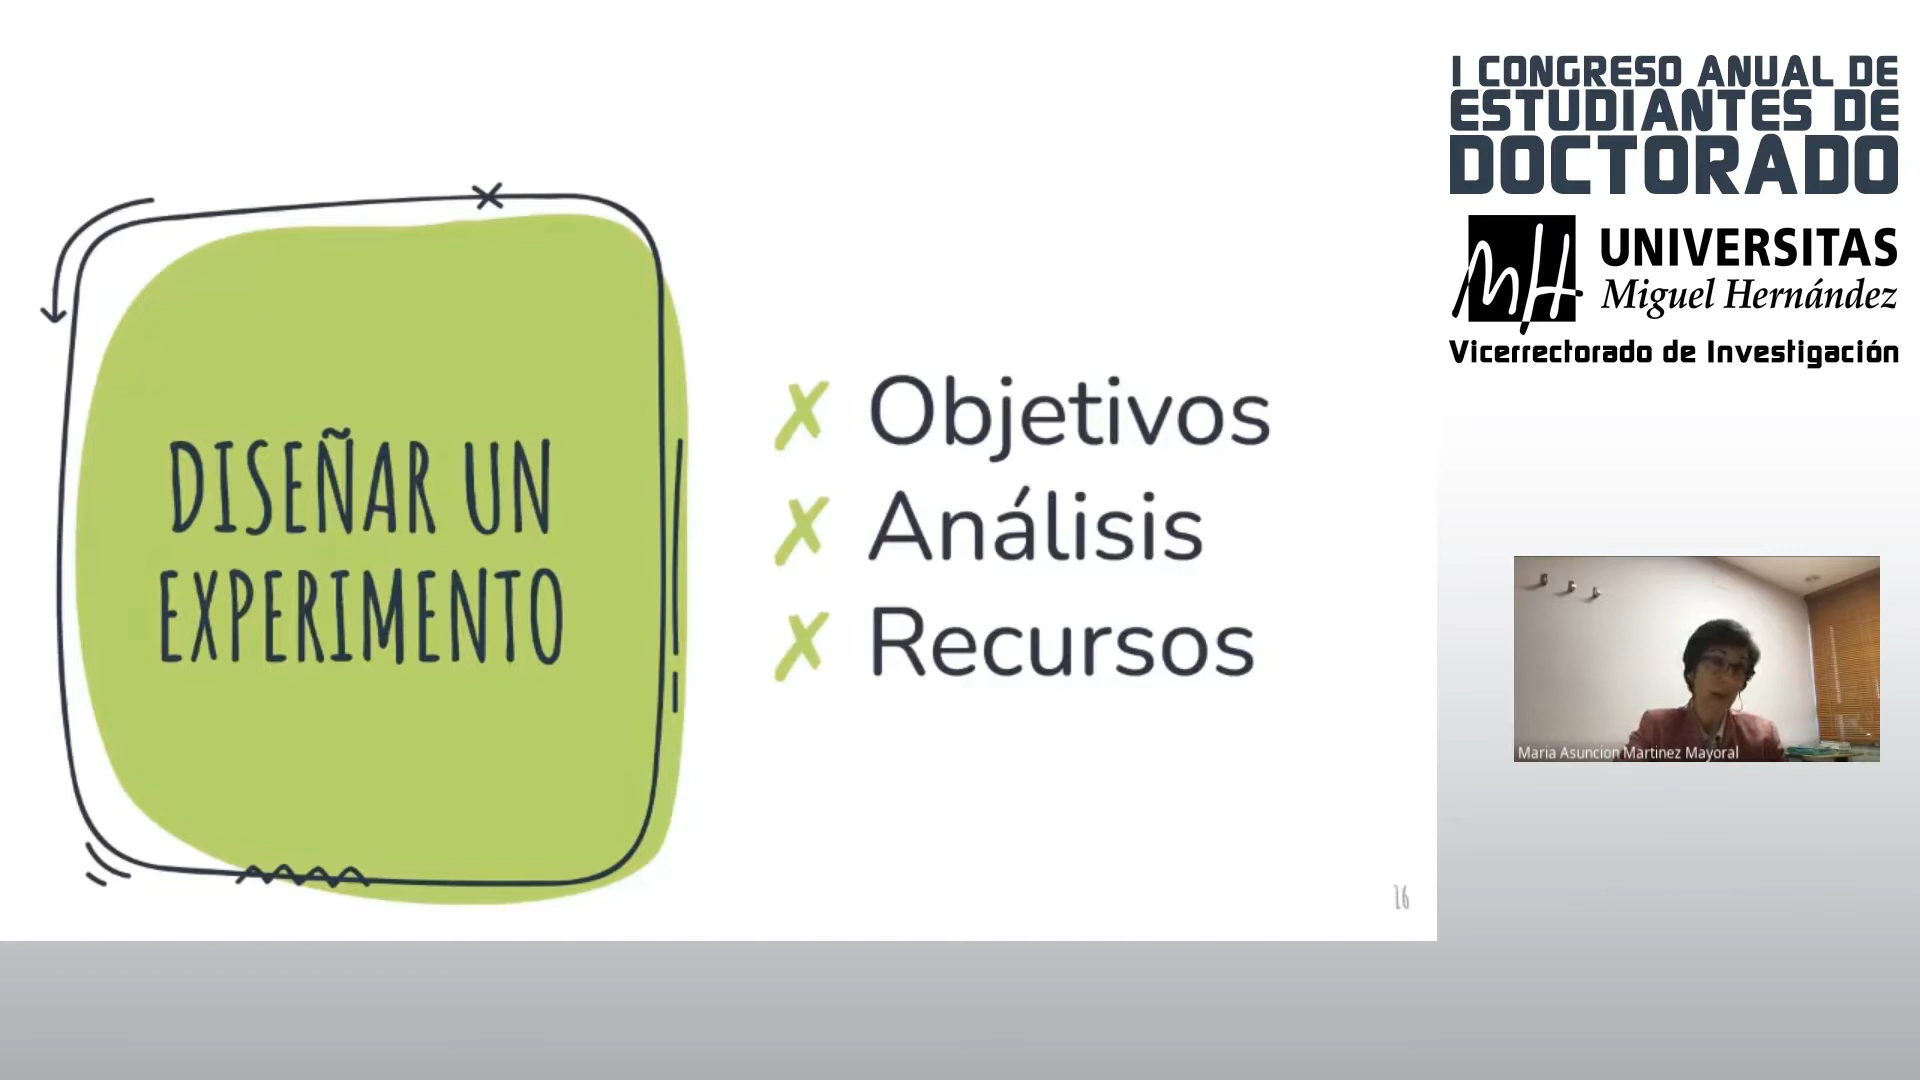 DISEÑAR UN
EXPERIMENTO
✗ Objetivos
✗ Análisis
✗ Recursos
16
I CONGRESO ANUAL DE
ESTUDIANTES DE
DOCTORADO
MH
UNIVERSITAS
Miguel Hernández
Vicerrectorado de Investigación
Maria Asuncion Martinez Mayoral